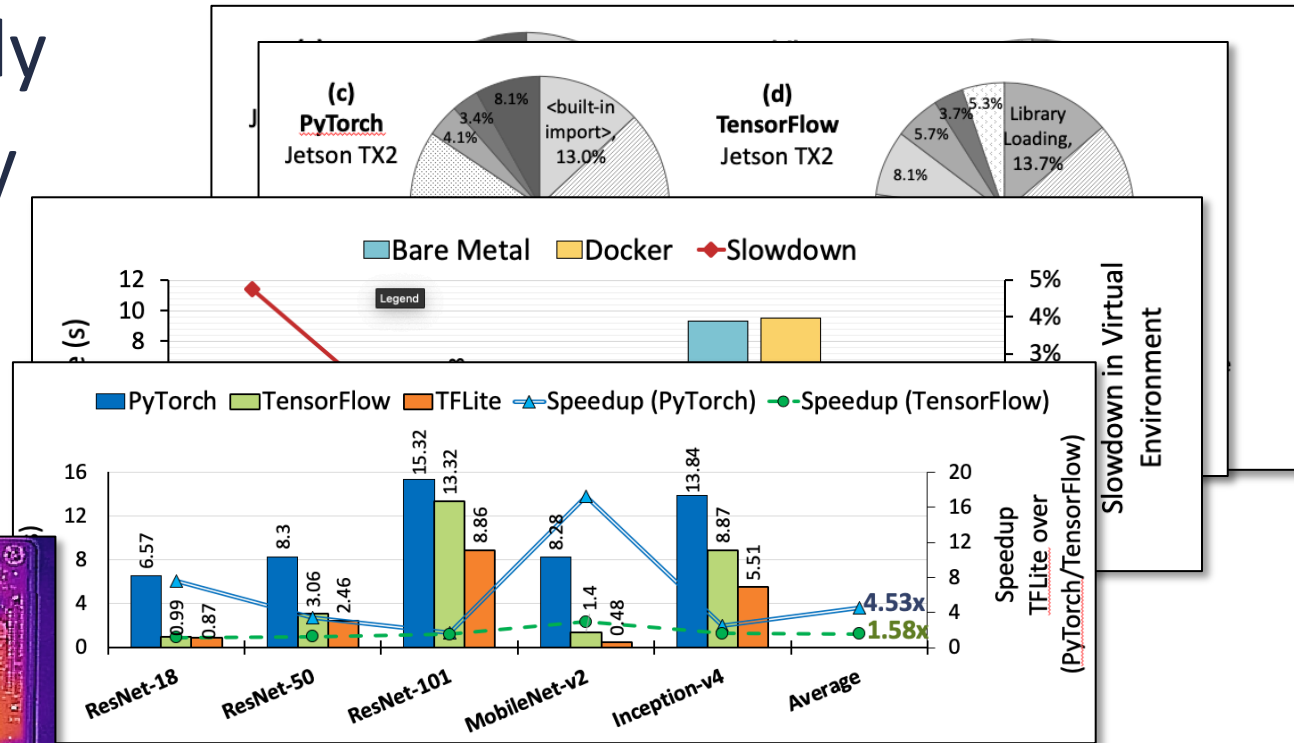 (c)
PyTorch
Jetson TX2
8.1%
3.4%
4.1%
<built-in
import>,
13.0%
(d)
TensorFlow
Jetson TX2
5.3%
3.7%
5.7%
8.1%
Library
Loading,
13.7%
Bare Metal Docker Slowdown
Legend
12
10
8
5%
4%
3%
(s)
Slowdown in Virtual
Environment
PyTorch TensorFlow TFLite Speedup (PyTorch) Speedup (TensorFlow)
16
12
8
4
0
6.57
0.99
0.87
8.3
3.06
2.46
15.32
13.32
8.86
8.28
1.4
0.48
13.84
8.87
5.51
4.53x
1.58x
20
16
12
8
4
0
Speedup
TFLite over
(PyTorch/TensorFlow)
ResNet-18
ResNet-50
ResNet-101
MobileNet-v2
Inception-v4
Average